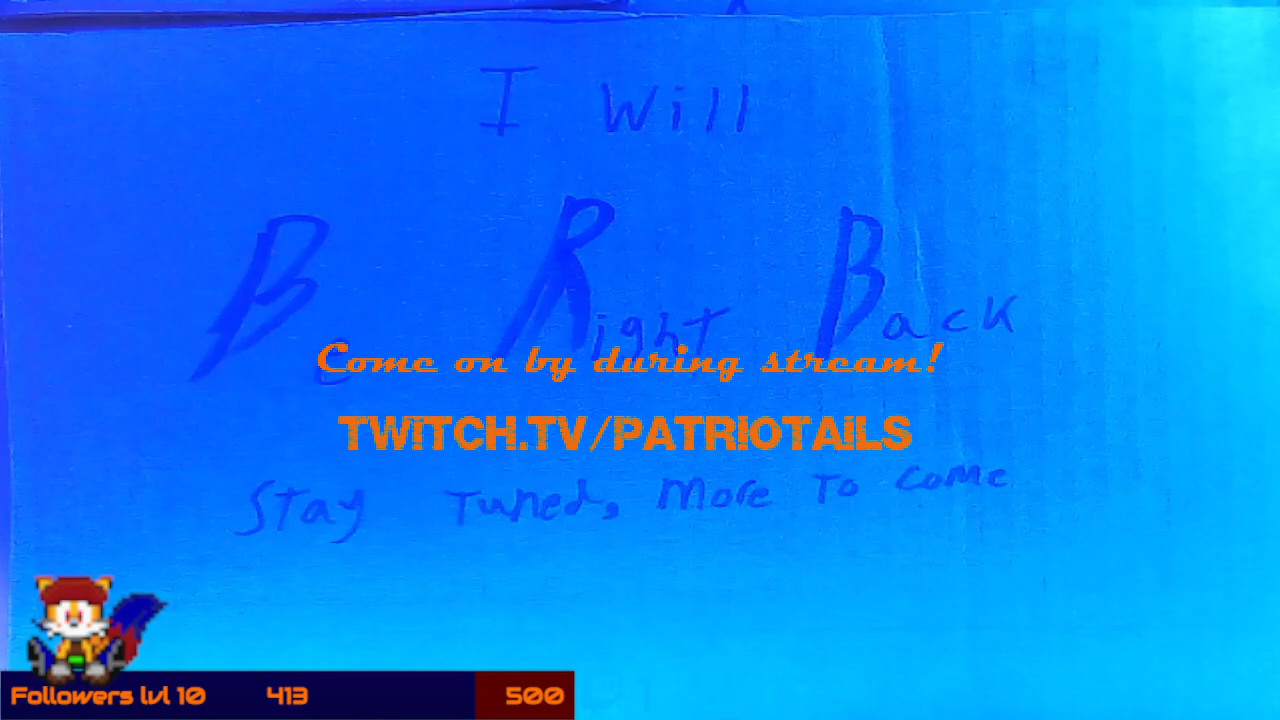 I Will
Be Right Back
Come on by during stream!
TWITCH.TV/PATRIOTAILS
Stay Tuned, More To Come
Followers lvl 10 413 500